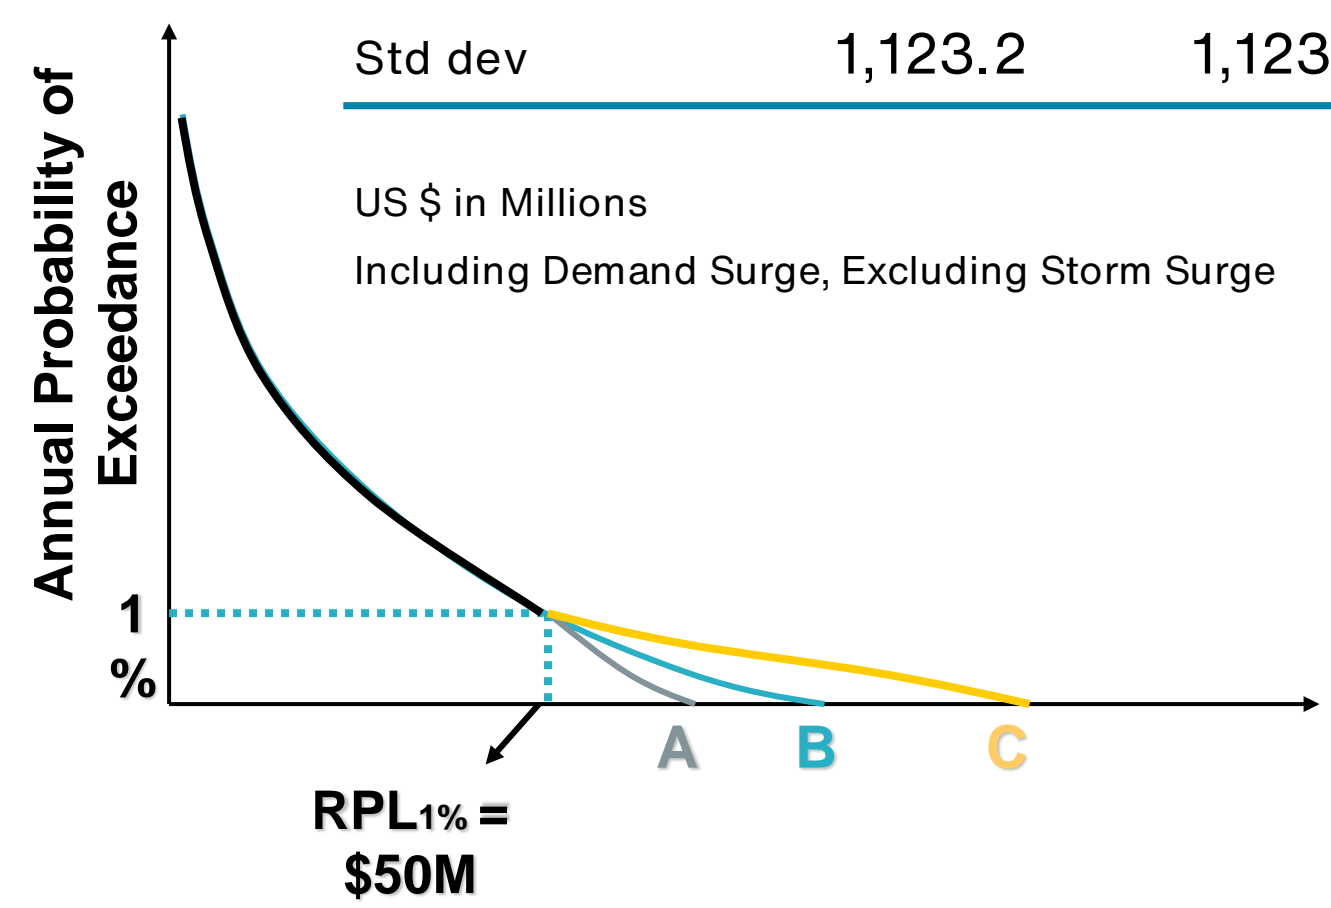 Std dev 1,123.2 1,123
US $ in Millions
Including Demand Surge, Excluding Storm Surge
Annual Probability of
Exceedance
1
%
A B C
RPL1% =
$50M